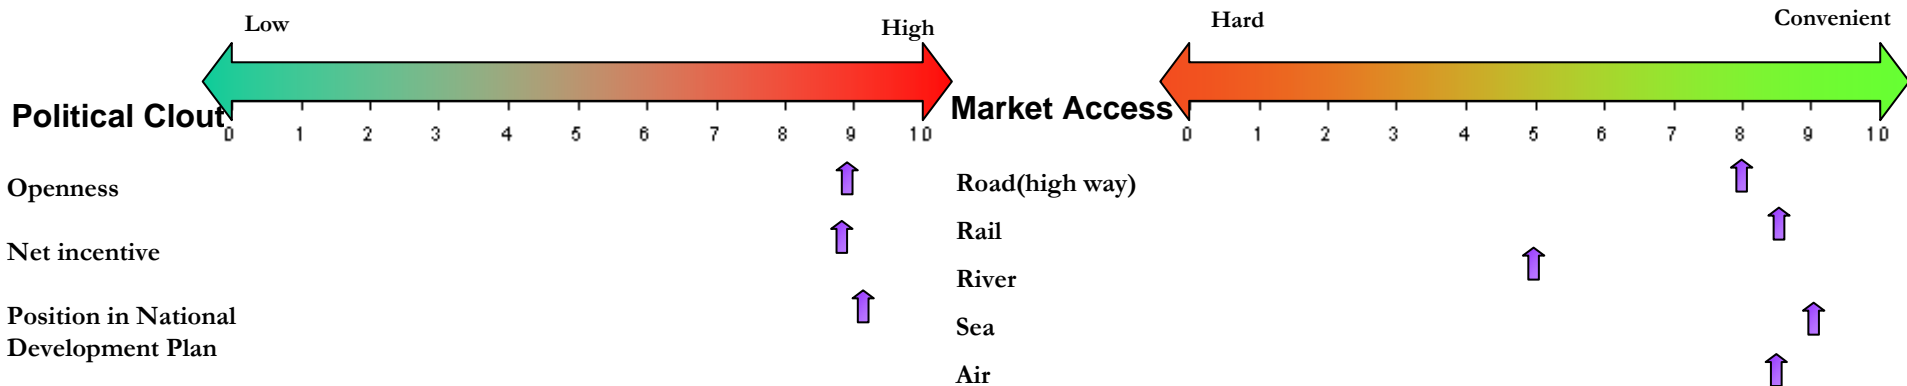 Low
High
Political Clout
0 1 2 3 4 5 6 7 8 9 10
Openness
Net incentive
Position in National
Development Plan
Hard
Convenient
Market Access
0 1 2 3 4 5 6 7 8 9 10
Road(high way)
Rail
River
Sea
Air